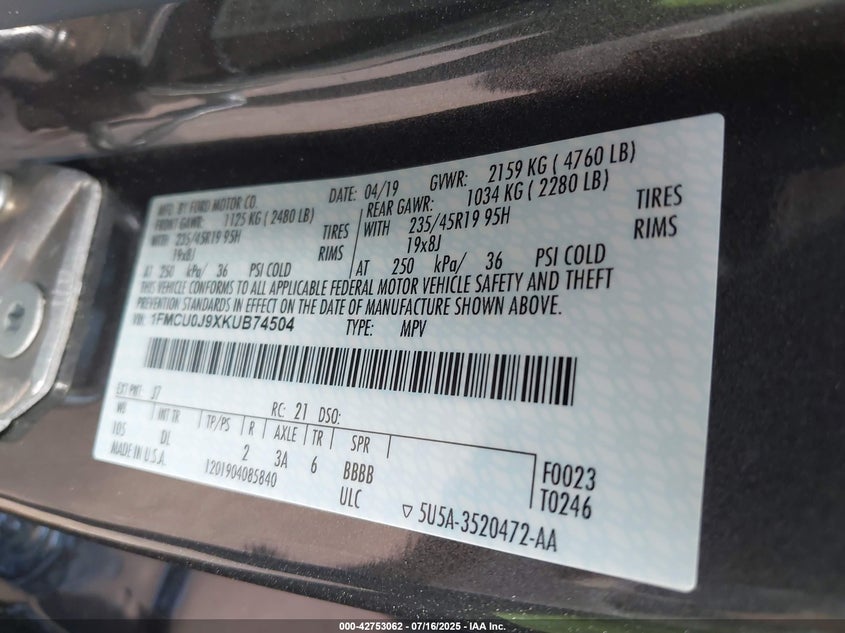 MFD. BY FORD MOTOR CO. DATE: 04/19 GVWR: 2159 KG ( 4760 LB)
FRONT GAWR: 1125 KG ( 2480 LB) REAR GAWR: 1034 KG ( 2280 LB)
WITH 235/45R19 95H TIRES WITH 235/45R19 95H TIRES
19x8J RIMS 19x8J RIMS
AT 250 kPa/ 36 PSI COLD AT 250 kPa/ 36 PSI COLD
THIS VEHICLE CONFORMS TO ALL APPLICABLE FEDERAL MOTOR VEHICLE SAFETY AND THEFT
PREVENTION STANDARDS IN EFFECT ON THE DATE OF MANUFACTURE SHOWN ABOVE.
VIN: 1FMCU0J9XKUB74504 TYPE: MPV
EXT PNT: J7 RC: 21 DSO:
WB INT TR TP/PS R AXLE TR SPR
105 DL 2 3A 6 BBBB F0023
MADE IN U.S.A. 1201904085840 ULC T0246
▽ 5U5A-3520472-AA
000-42753062 - 07/16/2025 - IAA Inc.